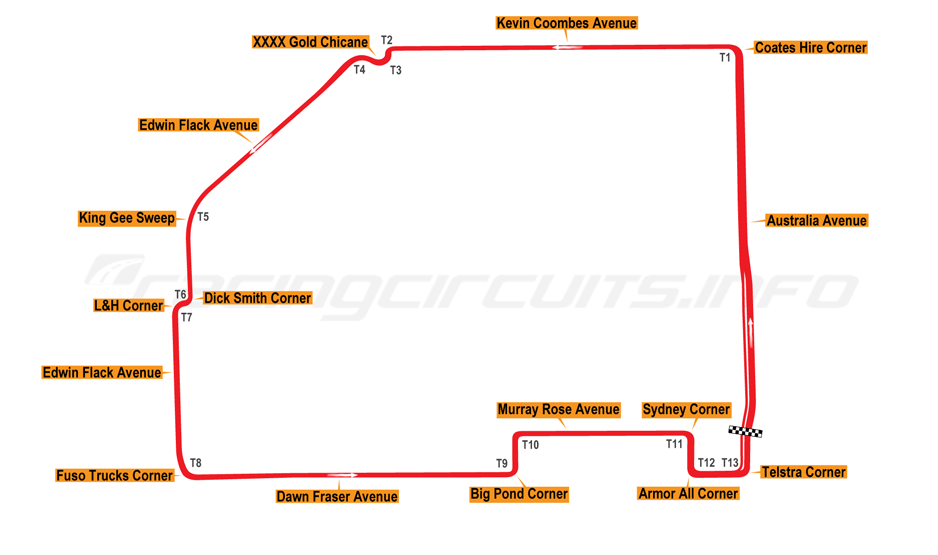 Kevin Coombes Avenue
XXXX Gold Chicane
T2
T1
Coates Hire Corner
T4
T3
Edwin Flack Avenue
King Gee Sweep
T5
Australia Avenue
racingcircuits.info
T6
Dick Smith Corner
L&H Corner
T7
Edwin Flack Avenue
Murray Rose Avenue
Sydney Corner
T10
T11
T8
T9
T12
T13
Fuso Trucks Corner
Telstra Corner
Dawn Fraser Avenue
Big Pond Corner
Armor All Corner